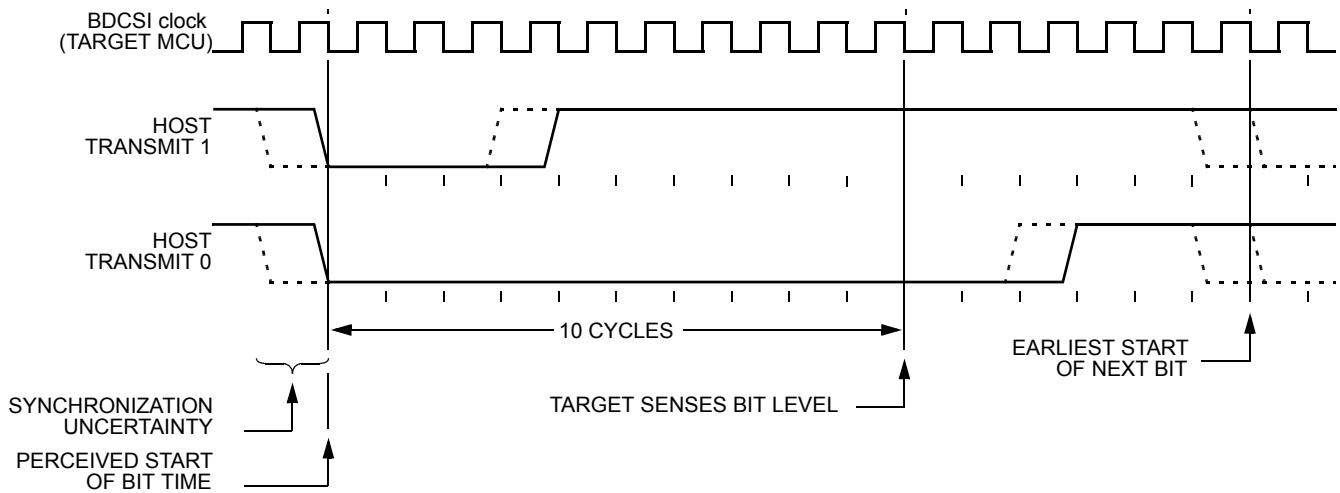 BDCSI clock
(TARGET MCU)
HOST
TRANSMIT 1
HOST
TRANSMIT 0
10 CYCLES
EARLIEST START
OF NEXT BIT
SYNCHRONIZATION
UNCERTAINTY
TARGET SENSES BIT LEVEL
PERCEIVED START
OF BIT TIME